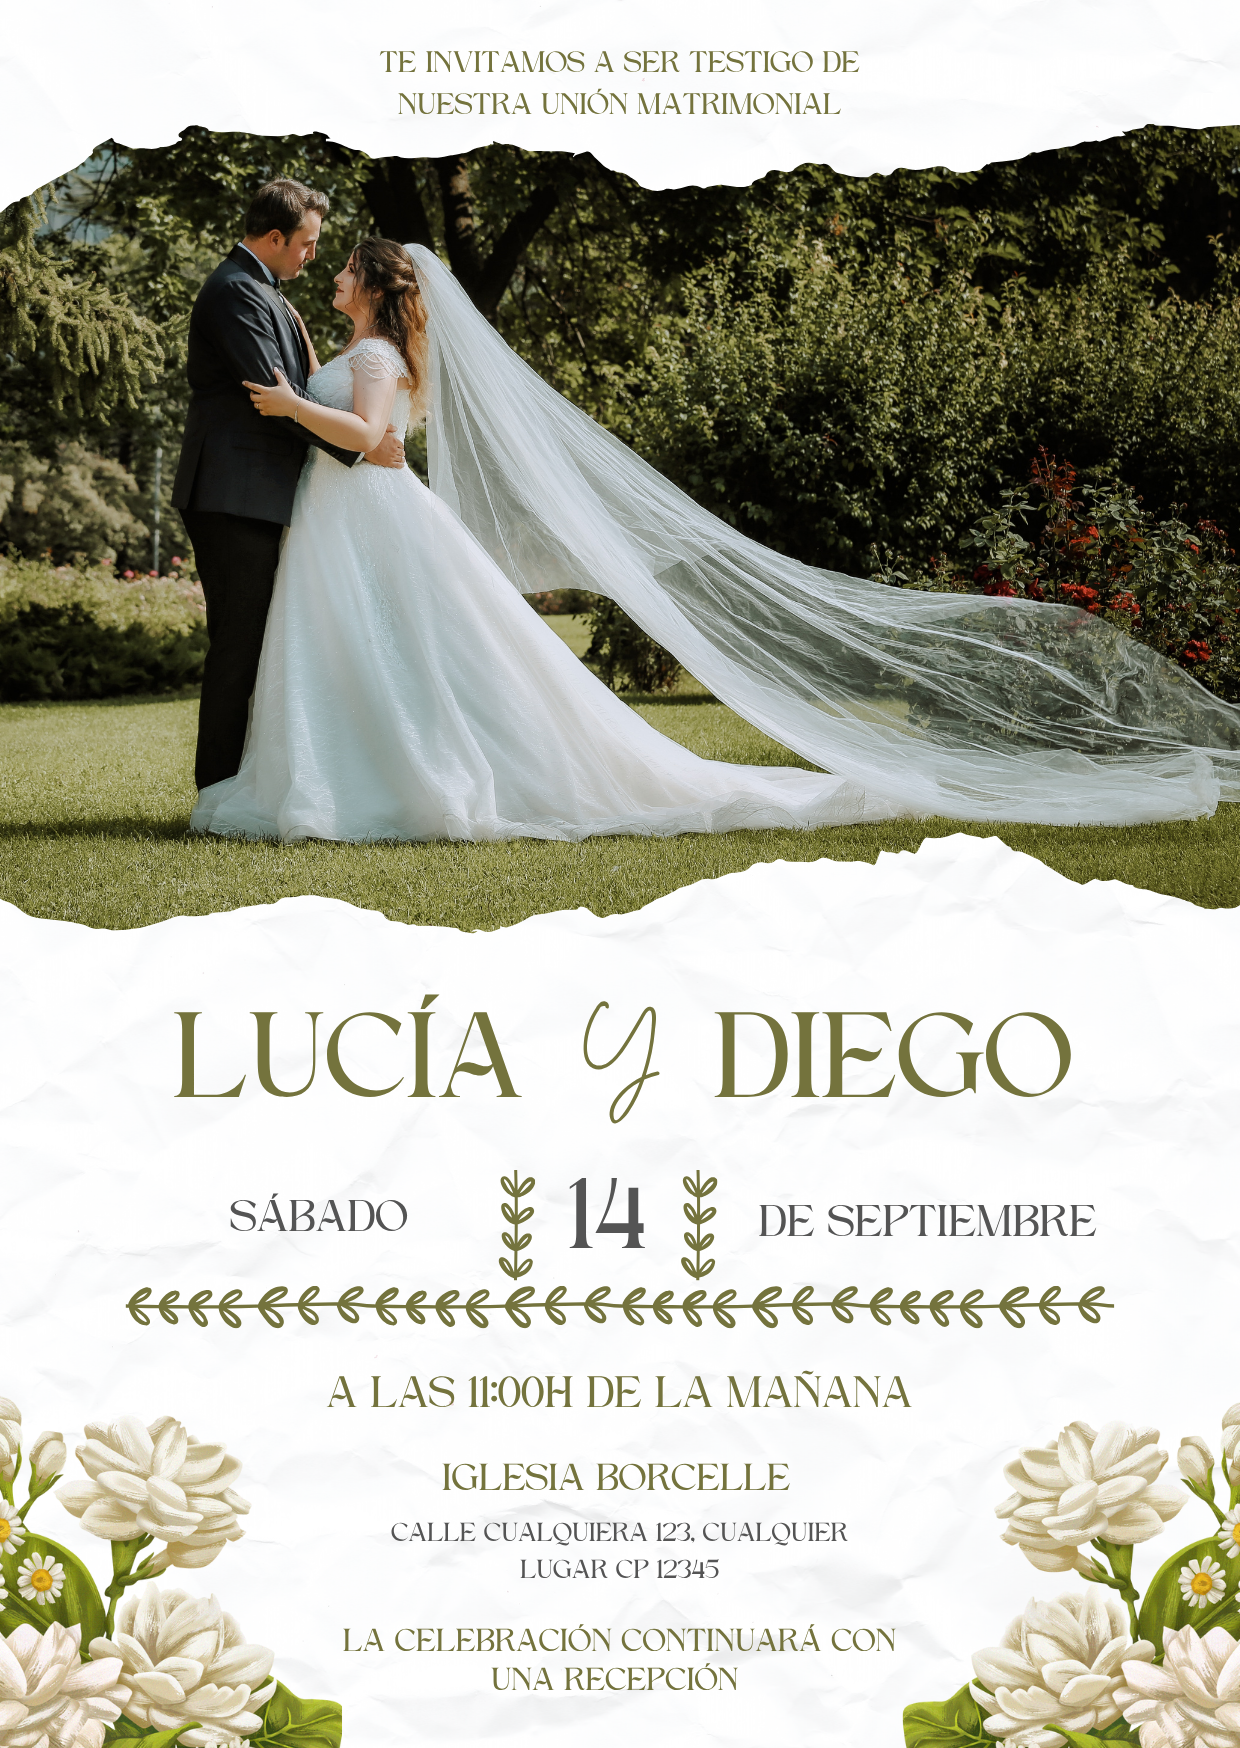 TE INVITAMOS A SER TESTIGO DE
NUESTRA UNIÓN MATRIMONIAL
LUCÍA y DIEGO
SÁBADO 14 DE SEPTIEMBRE
A LAS 11:00H DE LA MAÑANA
IGLESIA BORCELLE
CALLE CUALQUIERA 123, CUALQUIER
LUGAR CP 12345
LA CELEBRACIÓN CONTINUARÁ CON
UNA RECEPCIÓN